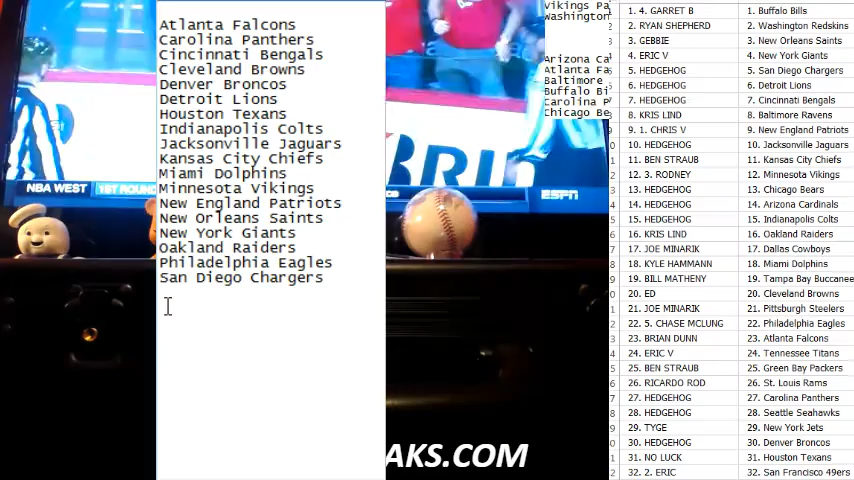 Atlanta Falcons
Carolina Panthers
Cincinnati Bengals
Cleveland Browns
Denver Broncos
Detroit Lions
Houston Texans
Indianapolis Colts
Jacksonville Jaguars
Kansas City Chiefs
Miami Dolphins
Minnesota Vikings
New England Patriots
New Orleans Saints
New York Giants
Oakland Raiders
Philadelphia Eagles
San Diego Chargers
NBA WEST 1ST ROUND
ESPN
AKS.COM
Vikings Pa
Washington
Arizona Ca
Atlanta Fa
Baltimore
Buffalo Bi
Carolina P
Chicago Be
1. 4. GARRET B 1. Buffalo Bills
2. RYAN SHEPHERD 2. Washington Redskins
3. GEBBIE 3. New Orleans Saints
4. ERIC V 4. New York Giants
5. HEDGEHOG 5. San Diego Chargers
6. HEDGEHOG 6. Detroit Lions
7. HEDGEHOG 7. Cincinnati Bengals
8. KRIS LIND 8. Baltimore Ravens
9. 1. CHRIS V 9. New England Patriots
10. HEDGEHOG 10. Jacksonville Jaguars
11. BEN STRAUB 11. Kansas City Chiefs
12. 3. RODNEY 12. Minnesota Vikings
13. HEDGEHOG 13. Chicago Bears
14. HEDGEHOG 14. Arizona Cardinals
15. HEDGEHOG 15. Indianapolis Colts
16. KRIS LIND 16. Oakland Raiders
17. JOE MINARIK 17. Dallas Cowboys
18. KYLE HAMMANN 18. Miami Dolphins
19. BILL MATHENY 19. Tampa Bay Buccanee
20. ED 20. Cleveland Browns
21. JOE MINARIK 21. Pittsburgh Steelers
22. 5. CHASE MCLUNG 22. Philadelphia Eagles
23. BRIAN DUNN 23. Atlanta Falcons
24. ERIC V 24. Tennessee Titans
25. BEN STRAUB 25. Green Bay Packers
26. RICARDO ROD 26. St. Louis Rams
27. HEDGEHOG 27. Carolina Panthers
28. HEDGEHOG 28. Seattle Seahawks
29. TYGE 29. New York Jets
30. HEDGEHOG 30. Denver Broncos
31. NO LUCK 31. Houston Texans
32. 2. ERIC 32. San Francisco 49ers